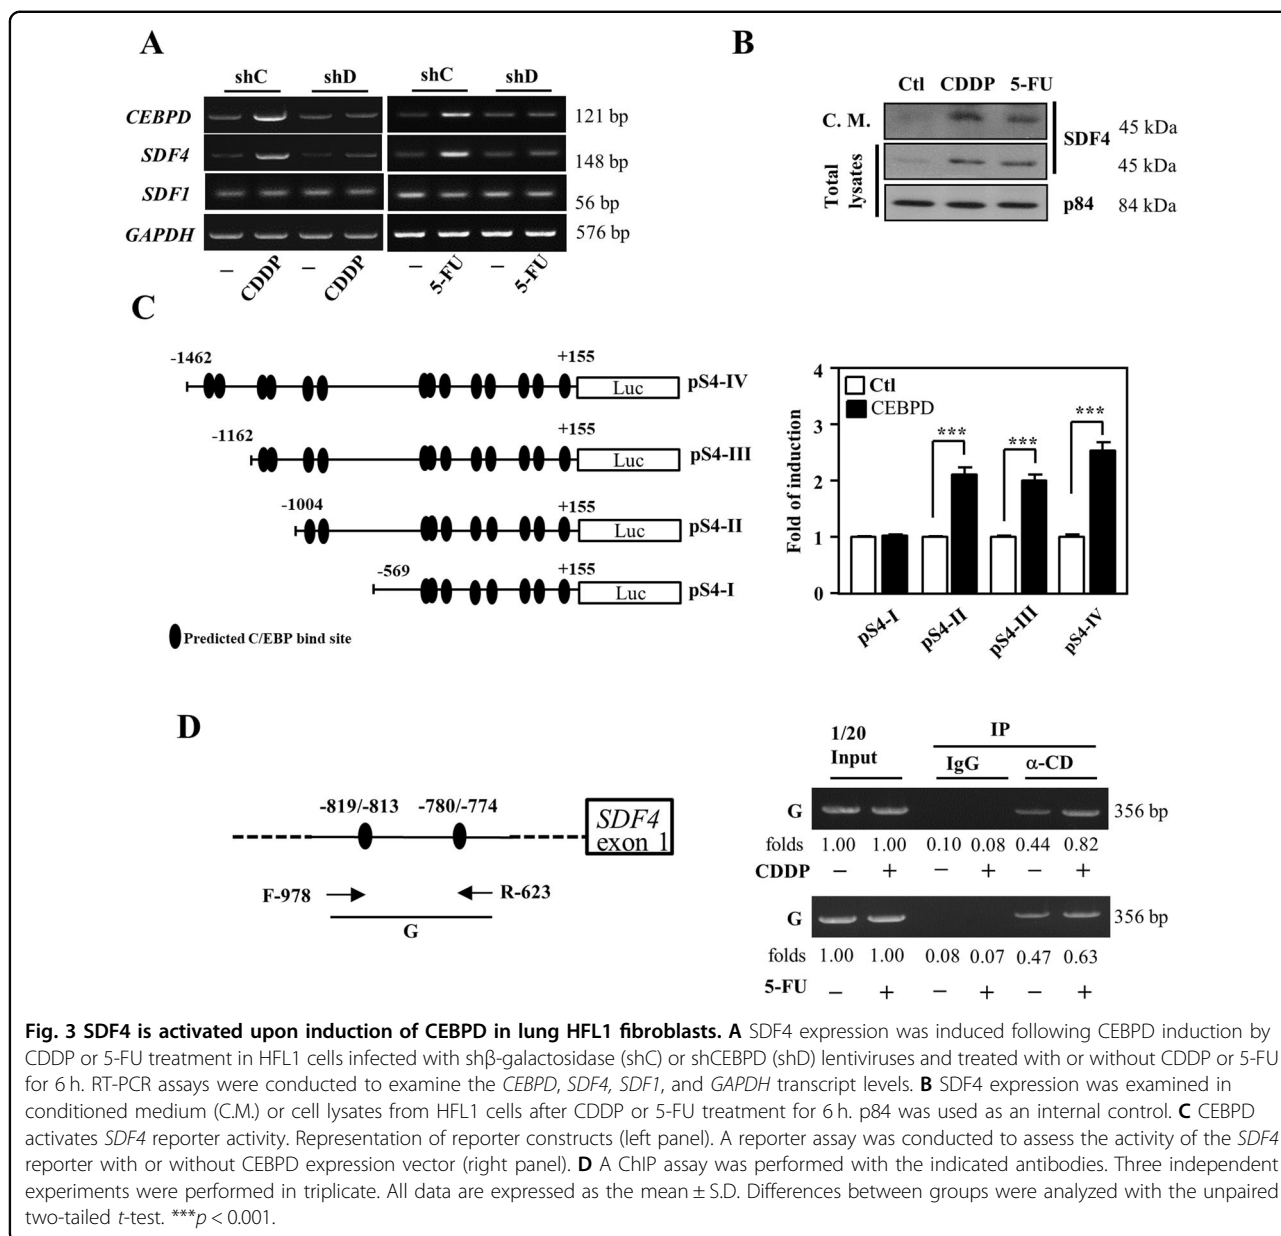 A
shC shD shC shD
CEBPD 121 bp
SDF4 148 bp
SDF1 56 bp
GAPDH 576 bp
– CDDP – CDDP – 5-FU – 5-FU
B
Ctl CDDP 5-FU
C. M. 45 kDa
SDF4
Total lysates 45 kDa
p84 84 kDa
C
-1462 +155
Luc pS4-IV
-1162 +155
Luc pS4-III
-1004 +155
Luc pS4-II
-569 +155
Luc pS4-I
Predicted C/EBP bind site
4
3
2
1
0
Fold of induction
Ctl
CEBPD
*** *** ***
pS4-I pS4-II pS4-III pS4-IV
D
-819/-813 -780/-774
SDF4
exon 1
F-978 R-623
G
1/20 IP
Input IgG α-CD
G 356 bp
folds 1.00 1.00 0.10 0.08 0.44 0.82
CDDP – + – + – +
G 356 bp
folds 1.00 1.00 0.08 0.07 0.47 0.63
5-FU – + – + – +
Fig. 3 SDF4 is activated upon induction of CEBPD in lung HFL1 fibroblasts. A SDF4 expression was induced following CEBPD induction by
CDDP or 5-FU treatment in HFL1 cells infected with shβ-galactosidase (shC) or shCEBPD (shD) lentiviruses and treated with or without CDDP or 5-FU
for 6 h. RT-PCR assays were conducted to examine the CEBPD, SDF4, SDF1, and GAPDH transcript levels. B SDF4 expression was examined in
conditioned medium (C.M.) or cell lysates from HFL1 cells after CDDP or 5-FU treatment for 6 h. p84 was used as an internal control. C CEBPD
activates SDF4 reporter activity. Representation of reporter constructs (left panel). A reporter assay was conducted to assess the activity of the SDF4
reporter with or without CEBPD expression vector (right panel). D A ChIP assay was performed with the indicated antibodies. Three independent
experiments were performed in triplicate. All data are expressed as the mean ± S.D. Differences between groups were analyzed with the unpaired
two-tailed t-test. ***p < 0.001.